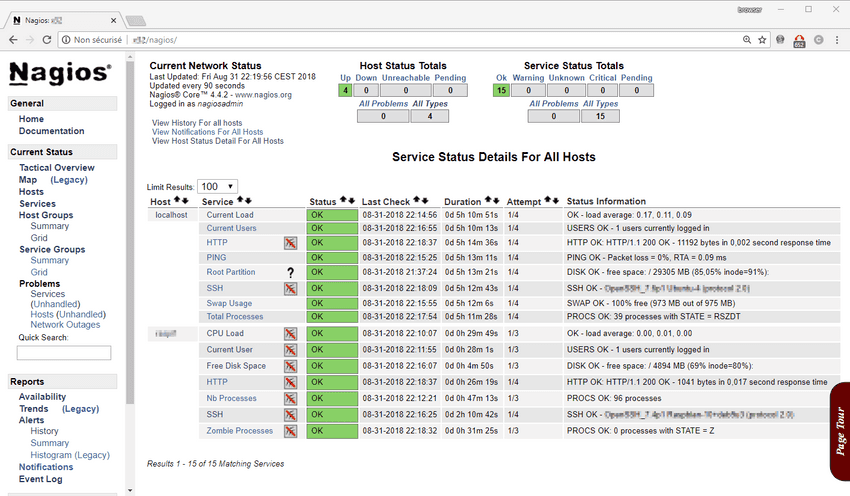 browser
Nagios:
Non sécurisé
/nagios/
652
Nagios®
General
Home
Documentation
Current Status
Tactical Overview
Map (Legacy)
Hosts
Services
Host Groups
Summary
Grid
Service Groups
Summary
Grid
Problems
Services
(Unhandled)
Hosts (Unhandled)
Network Outages
Quick Search:
Reports
Availability
Trends (Legacy)
Alerts
History
Summary
Histogram (Legacy)
Notifications
Event Log
Current Network Status
Last Updated: Fri Aug 31 22:19:56 CEST 2018
Updated every 90 seconds
Nagios® Core™ 4.4.2 - www.nagios.org
Logged in as nagiosadmin
View History For all hosts
View Notifications For All Hosts
View Host Status Detail For All Hosts
Host Status Totals
Up Down Unreachable Pending
4 0 0 0
All Problems All Types
0 4
Service Status Totals
Ok Warning Unknown Critical Pending
15 0 0 0 0
All Problems All Types
0 15
Service Status Details For All Hosts
Limit Results: 100
Host Service Status Last Check Duration Attempt Status Information
localhost Current Load OK 08-31-2018 22:14:56 0d 5h 10m 51s 1/4 OK - load average: 0.17, 0.11, 0.09
Current Users OK 08-31-2018 22:16:55 0d 5h 10m 13s 1/4 USERS OK - 1 users currently logged in
HTTP OK 08-31-2018 22:18:37 0d 5h 14m 36s 1/4 HTTP OK: HTTP/1.1 200 OK - 11192 bytes in 0,002 second response time
PING OK 08-31-2018 22:15:25 0d 5h 13m 11s 1/4 PING OK - Packet loss = 0%, RTA = 0.09 ms
Root Partition ? OK 08-31-2018 21:37:24 0d 5h 13m 21s 1/4 DISK OK - free space: / 29305 MB (85,05% inode=91%):
SSH OK 08-31-2018 22:18:09 0d 5h 12m 43s 1/4 SSH OK -
Swap Usage OK 08-31-2018 22:15:55 0d 5h 12m 6s 1/4 SWAP OK - 100% free (973 MB out of 975 MB)
Total Processes OK 08-31-2018 22:17:54 0d 5h 11m 28s 1/4 PROCS OK: 39 processes with STATE = RSZDT
CPU Load OK 08-31-2018 22:10:07 0d 0h 29m 49s 1/3 OK - load average: 0.00, 0.01, 0.00
Current User OK 08-31-2018 22:11:55 0d 0h 28m 1s 1/3 USERS OK - 1 users currently logged in
Free Disk Space OK 08-31-2018 22:16:07 0d 0h 4m 50s 1/3 DISK OK - free space: / 4894 MB (69% inode=80%):
HTTP OK 08-31-2018 22:18:37 0d 0h 26m 19s 1/4 HTTP OK: HTTP/1.1 200 OK - 1041 bytes in 0,017 second response time
Nb Processes OK 08-31-2018 22:12:21 0d 0h 47m 13s 1/3 PROCS OK: 96 processes
SSH OK 08-31-2018 22:16:25 0d 2h 10m 42s 1/4 SSH OK -
Zombie Processes OK 08-31-2018 22:18:32 0d 0h 31m 25s 1/3 PROCS OK: 0 processes with STATE = Z
Results 1 - 15 of 15 Matching Services
Page Tour